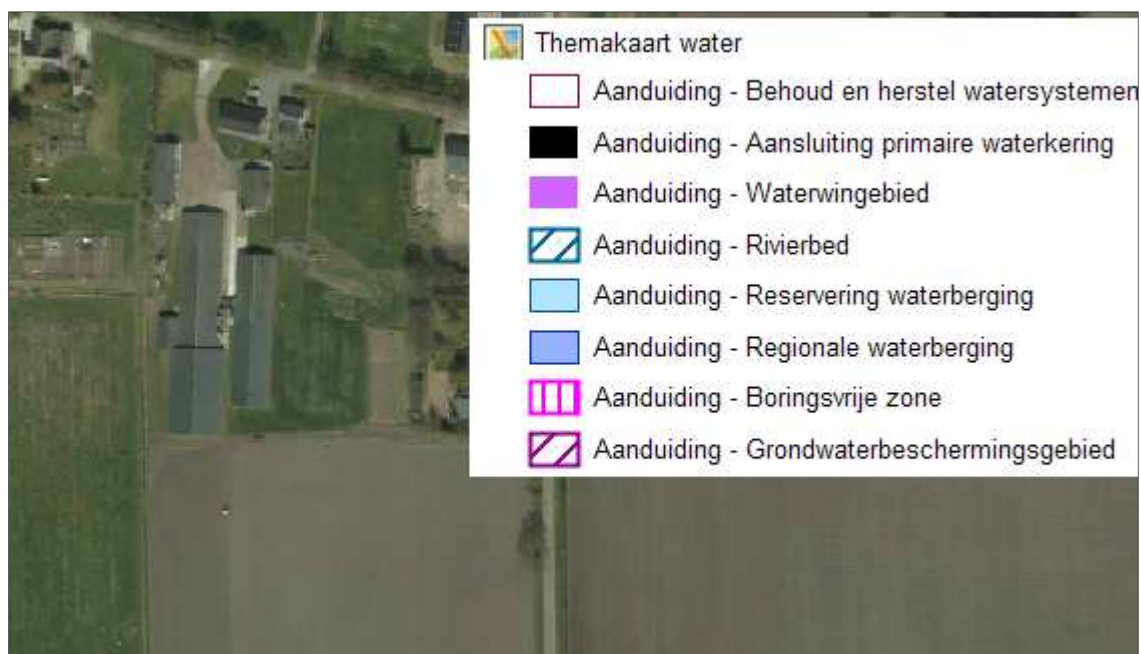 Themakaart water
Aanduiding - Behoud en herstel watersystemen
Aanduiding - Aansluiting primaire waterkering
Aanduiding - Waterwingebied
Aanduiding - Rivierbed
Aanduiding - Reservering waterberging
Aanduiding - Regionale waterberging
Aanduiding - Boringsvrije zone
Aanduiding - Grondwaterbeschermingsgebied